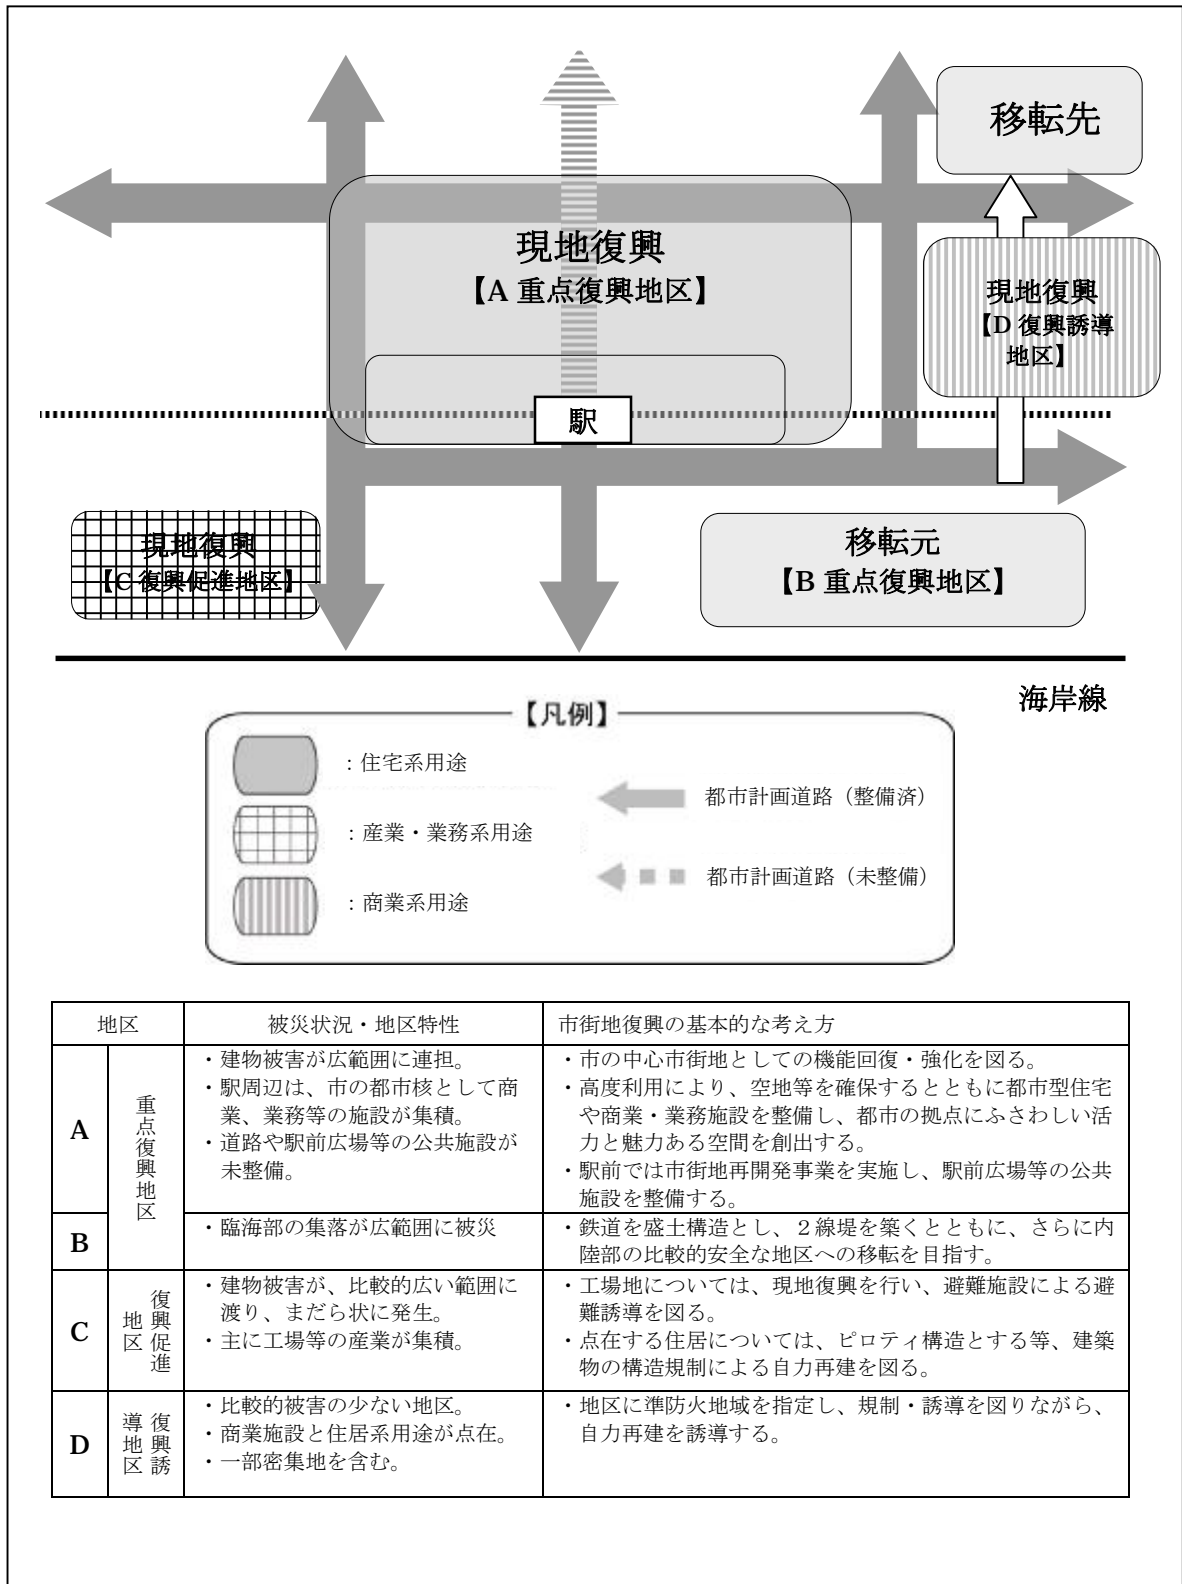 移転先
現地復興
【A 重点復興地区】
現地復興
【D 復興誘導
地区】
駅
現地復興
【C 復興促進地区】
移転元
【B 重点復興地区】
海岸線
【凡例】
：住宅系用途
：産業・業務系用途
：商業系用途
都市計画道路（整備済）
都市計画道路（未整備）
地区
被災状況・地区特性
市街地復興の基本的な考え方
A
重点復興地区
・建物被害が広範囲に連担。
・駅周辺は、市の都市核として商
業、業務等の施設が集積。
・道路や駅前広場等の公共施設が
未整備。
・市の中心市街地としての機能回復・強化を図る。
・高度利用により、空地等を確保するとともに都市型住宅
や商業・業務施設を整備し、都市の拠点にふさわしい活
力と魅力ある空間を創出する。
・駅前では市街地再開発事業を実施し、駅前広場等の公共
施設を整備する。
B
・臨海部の集落が広範囲に被災
・鉄道を盛土構造とし、２線堤を築くとともに、さらに内
陸部の比較的安全な地区への移転を目指す。
C
復興促進
地区
・建物被害が、比較的広い範囲に
渡り、まだら状に発生。
・主に工場等の産業が集積。
・工場地については、現地復興を行い、避難施設による避
難誘導を図る。
・点在する住居については、ピロティ構造とする等、建築
物の構造規制による自力再建を図る。
D
復興誘
導地区
・比較的被害の少ない地区。
・商業施設と住居系用途が点在。
・一部密集地を含む。
・地区に準防火地域を指定し、規制・誘導を図りながら、
自力再建を誘導する。